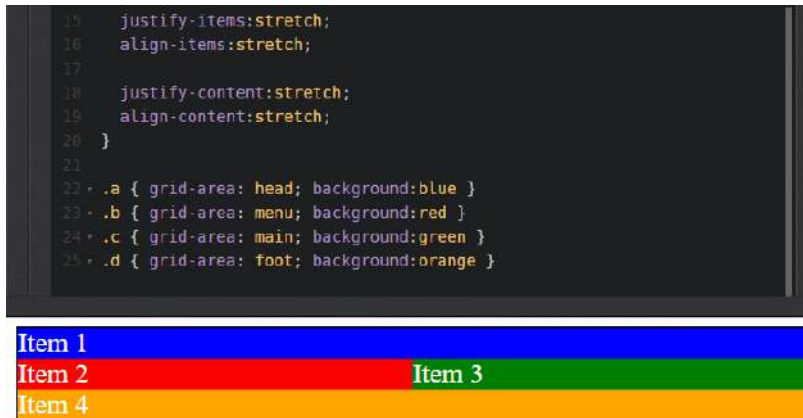 15 justify-items:stretch;
16 align-items:stretch;
17
18 justify-content:stretch;
19 align-content:stretch;
20 }
21
22 .a { grid-area: head; background:blue }
23 .b { grid-area: menu; background:red }
24 .c { grid-area: main; background:green }
25 .d { grid-area: foot; background:orange }
Item 1
Item 2 Item 3
Item 4